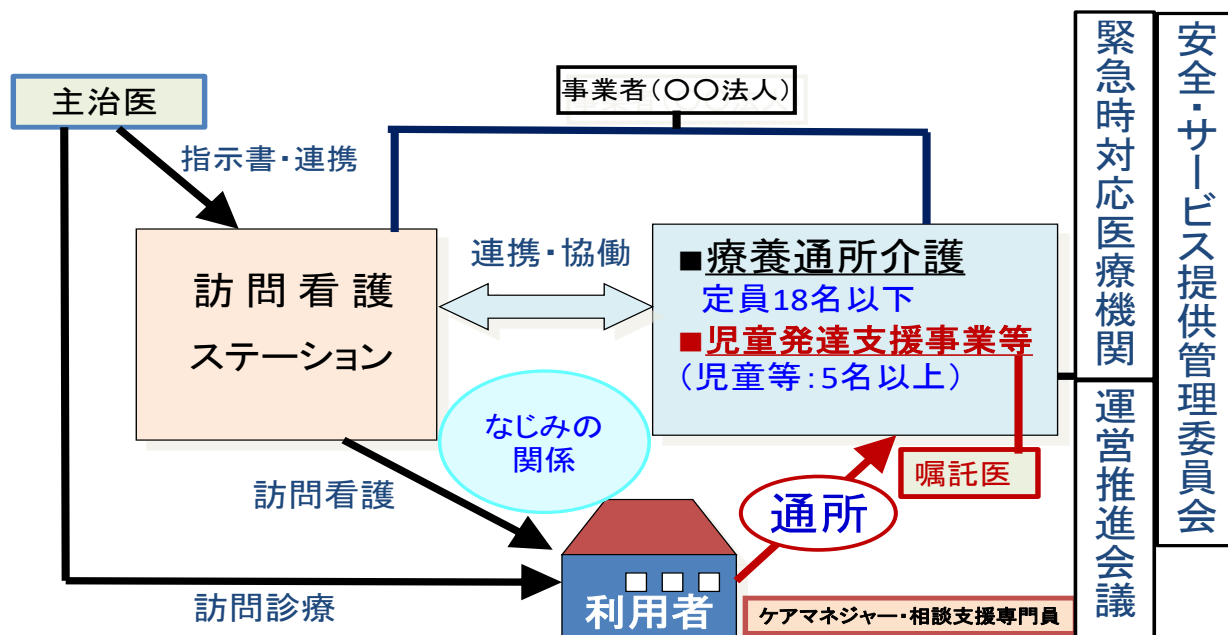 主治医
事業者(〇〇法人)
指示書・連携
訪問看護
ステーション
連携・協働
■療養通所介護
定員18名以下
■児童発達支援事業等
(児童等:5名以上)
なじみの
関係
訪問看護
嘱託医
通所
訪問診療
利用者
ケアマネジャー・相談支援専門員
緊急時対応医療機関
運営推進会議
安全・サービス提供管理委員会